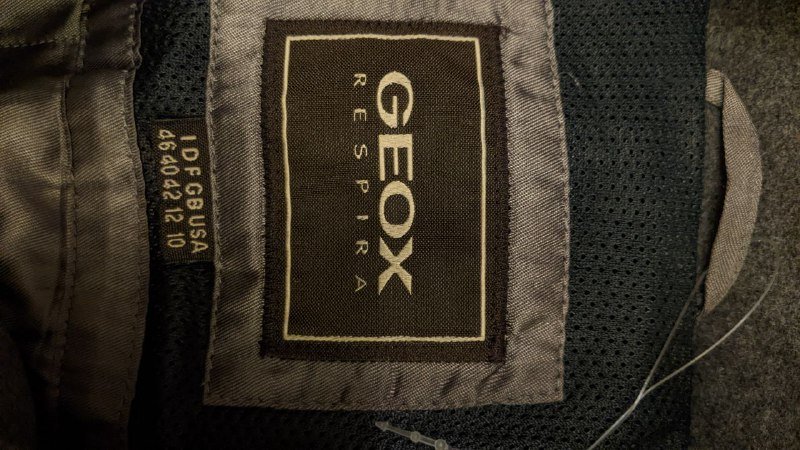 GEOX
RESPIRA
I D F GB USA
46 40 42 12 10